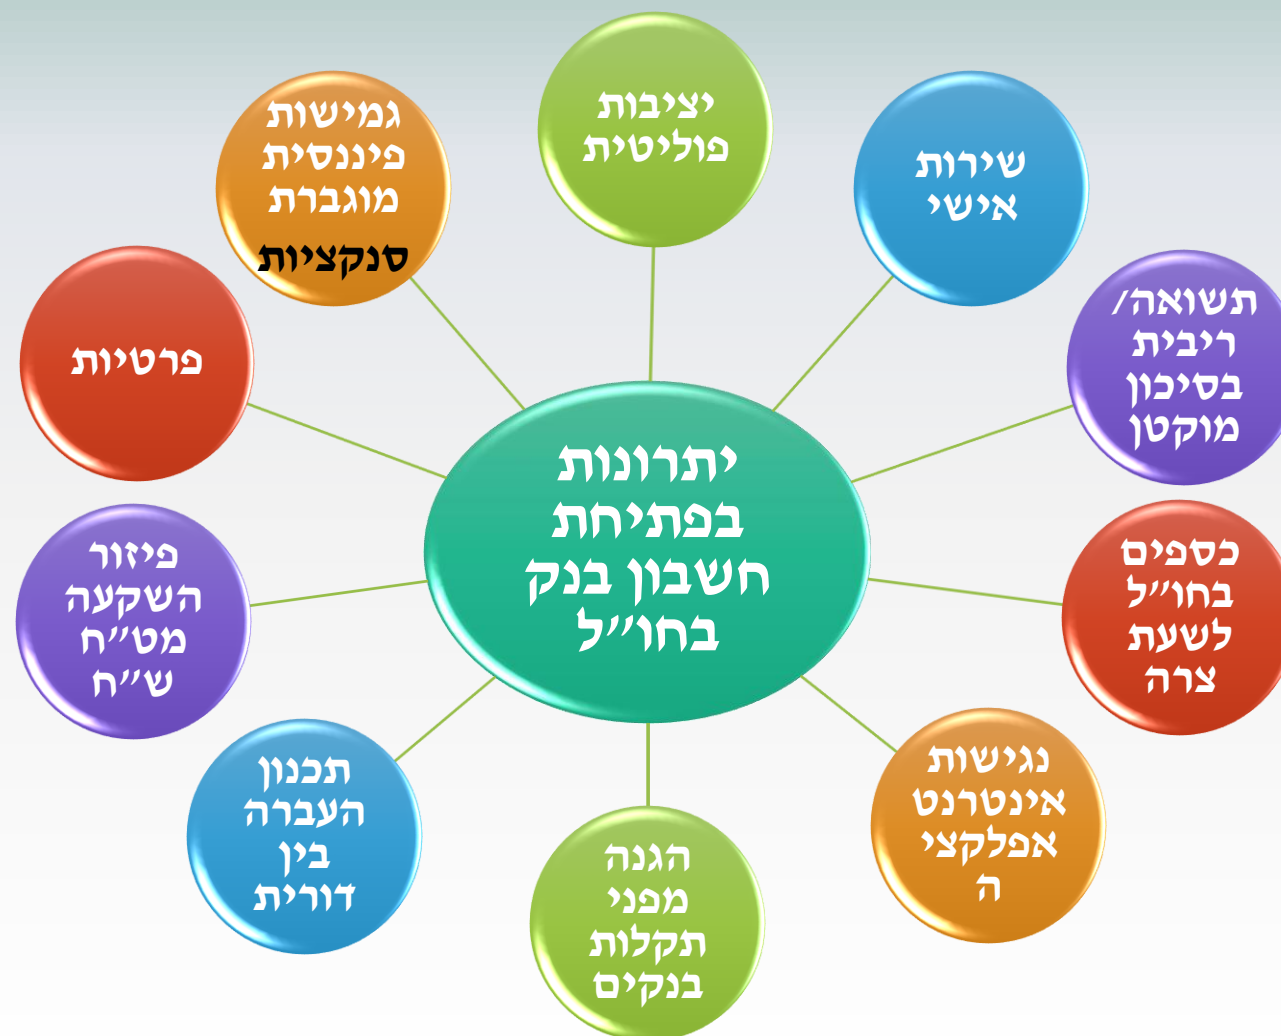 יתרונות
בפתיחת
חשבון בנק
בחו״ל
יציבות
פוליטית
שירות
אישי
תשואה/
ריבית
בסיכון
מוקטן
כספים
בחו״ל
לשעת
צרה
נגישות
אינטרנט
אפלקצי
ה
הגנה
מפני
תקלות
בנקים
תכנון
העברה
בין
דורית
פיזור
השקעה
מט״ח
ש״ח
פרטיות
גמישות
פיננסית
מוגברת
סנקציות